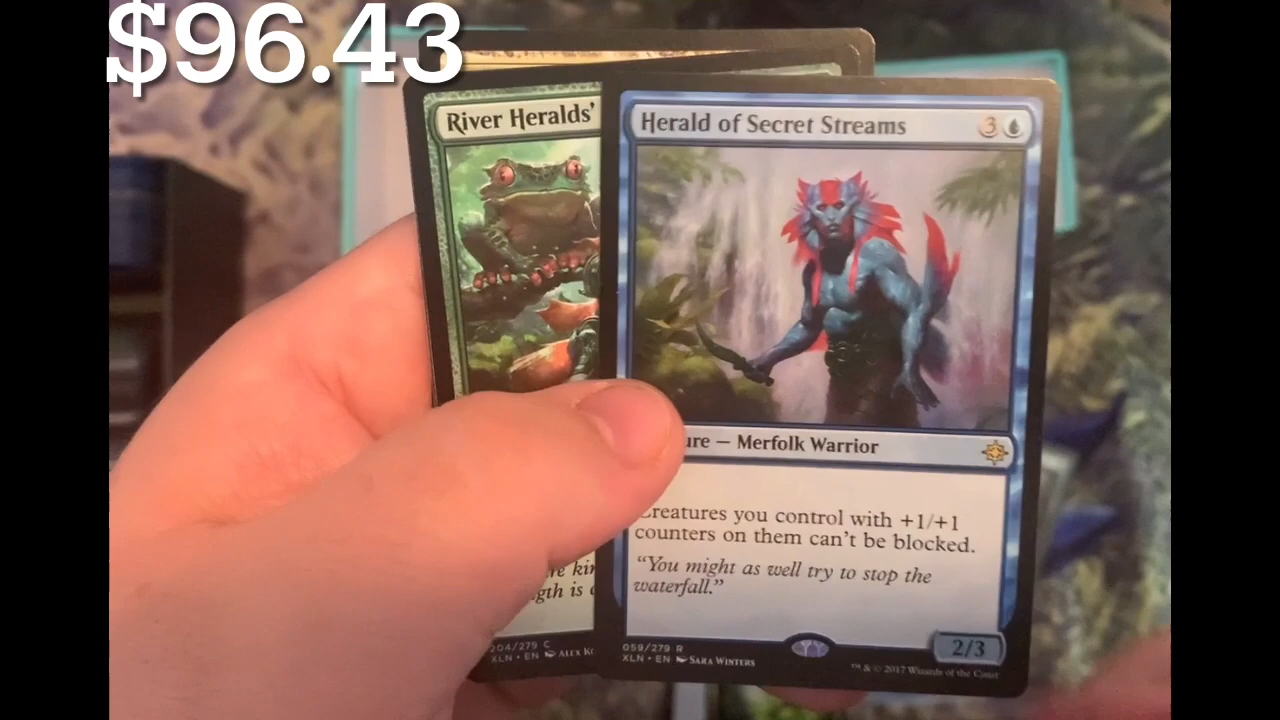 $96.43
River Heralds'
Herald of Secret Streams 3
ure — Merfolk Warrior
Creatures you control with +1/+1
counters on them can't be blocked.
"You might as well try to stop the
waterfall."
2/3
059/279 R
XLN • EN SARA WINTERS
™ & © 2017 Wizards of the Coast
204/279 C
XLN • EN